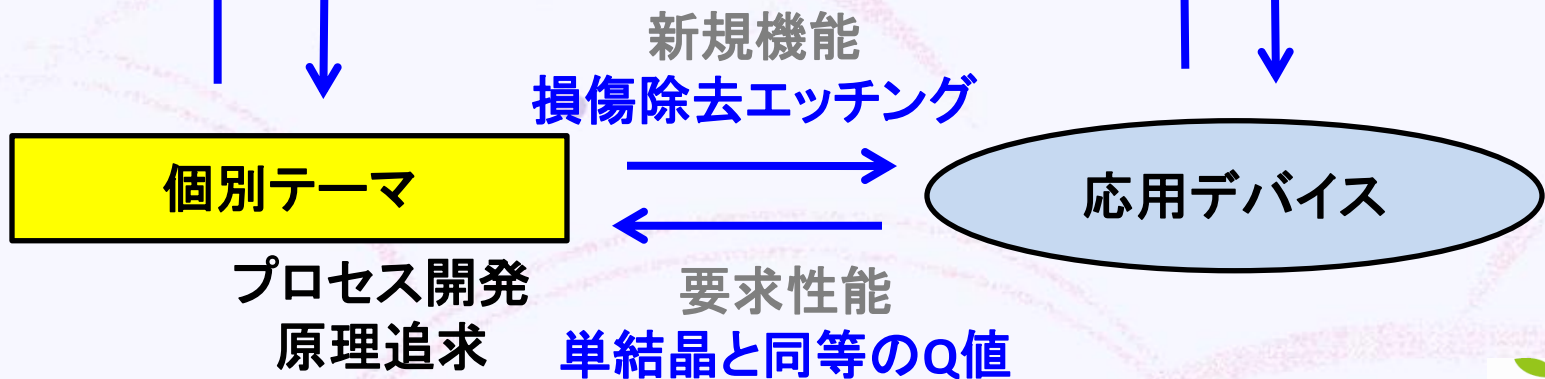 新規機能
損傷除去エッチング
個別テーマ
応用デバイス
プロセス開発
原理追求
要求性能
単結晶と同等のQ値